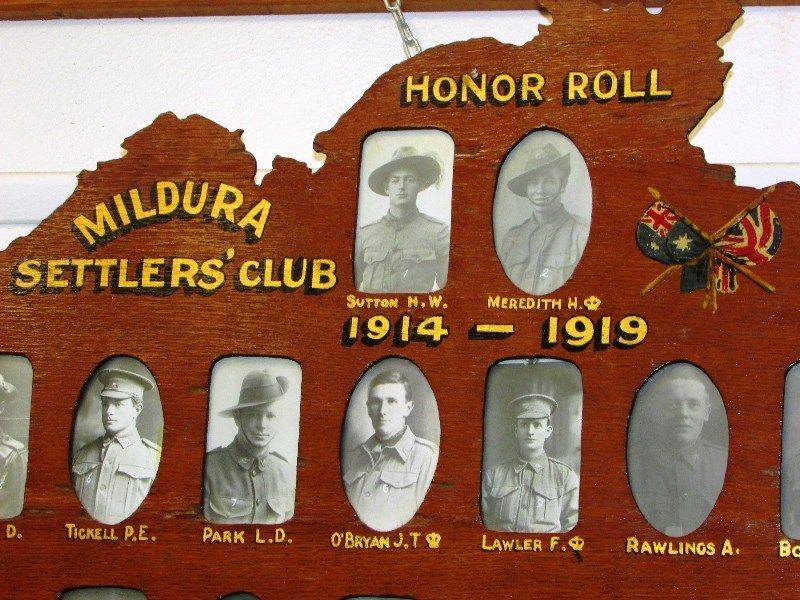 HONOR ROLL
MILDURA
SETTLERS' CLUB
SUTTON H.W. MEREDITH H.
1914 — 1919
D. TICKELL P.E. PARK L.D. O'BRYAN J.T LAWLER F. RAWLINGS A.